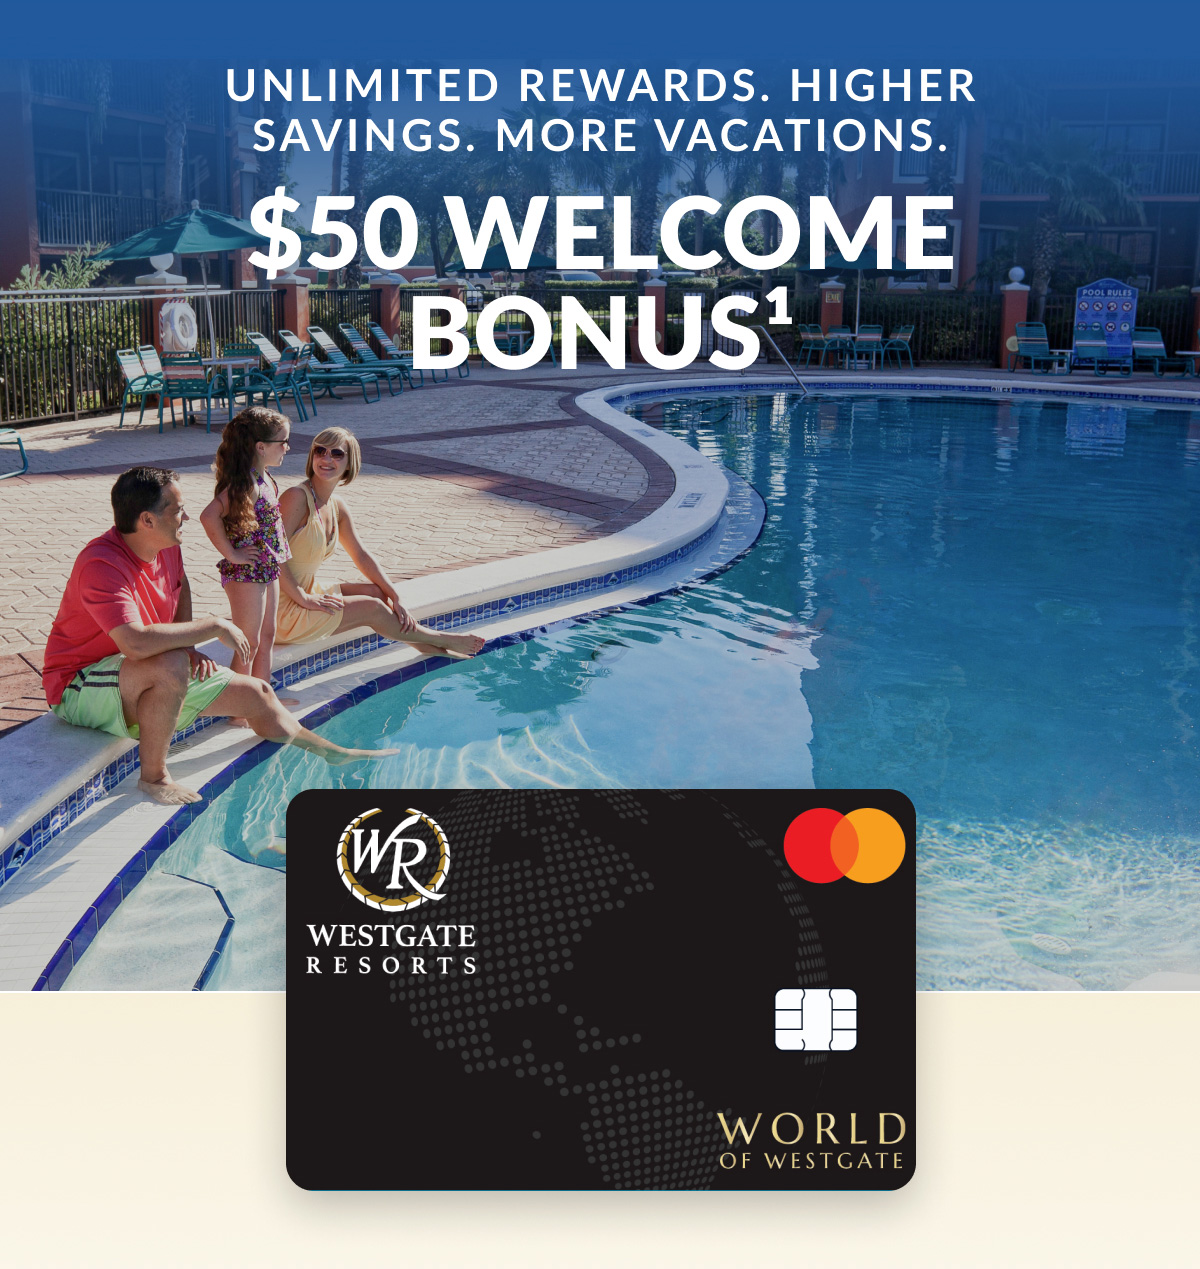 UNLIMITED REWARDS. HIGHER
SAVINGS. MORE VACATIONS.
$50 WELCOME
BONUS¹
POOL RULES
WR
WESTGATE
RESORTS
WORLD
OF WESTGATE